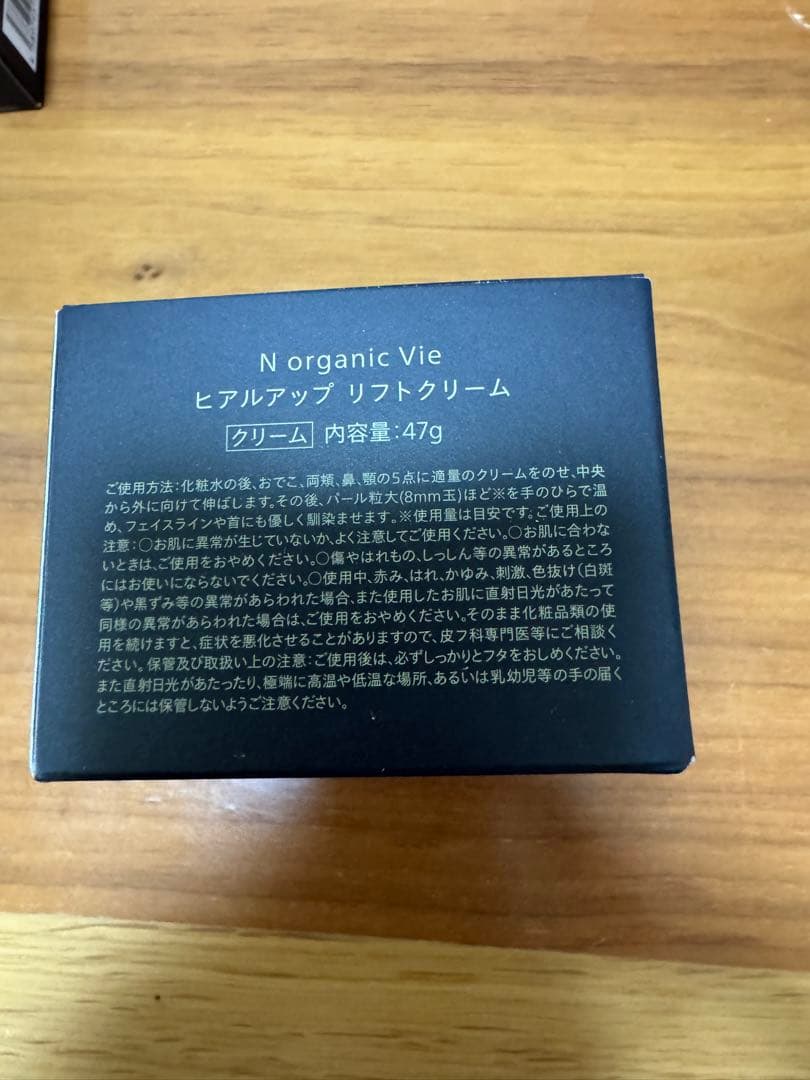 N organic Vie
ヒアルアップ リフトクリーム
クリーム 内容量:47g
ご使用方法:化粧水の後、おでこ、両頬、鼻、顎の5点に適量のクリームをのせ、中央
から外に向けて伸ばします。その後、パール粒大(8mm玉)ほど※を手のひらで温
め、フェイスラインや首にも優しく馴染ませます。※使用量は目安です。ご使用上の
注意:○お肌に異常が生じていないか、よく注意してご使用ください。○お肌に合わな
いときは、ご使用をおやめください。○傷やはれもの、しっしん等の異常があるところ
にはお使いにならないでください。○使用中、赤み、はれ、かゆみ、刺激、色抜け(白斑
等)や黒ずみ等の異常があらわれた場合、また使用したお肌に直射日光があたって
同様の異常があらわれた場合は、ご使用をおやめください。そのまま化粧品類の使
用を続けますと、症状を悪化させることがありますので、皮フ科専門医等にご相談く
ださい。保管及び取扱い上の注意:ご使用後は、必ずしっかりとフタをおしめください。
また直射日光があたったり、極端に高温や低温な場所、あるいは乳幼児等の手の届く
ところには保管しないようご注意ください。